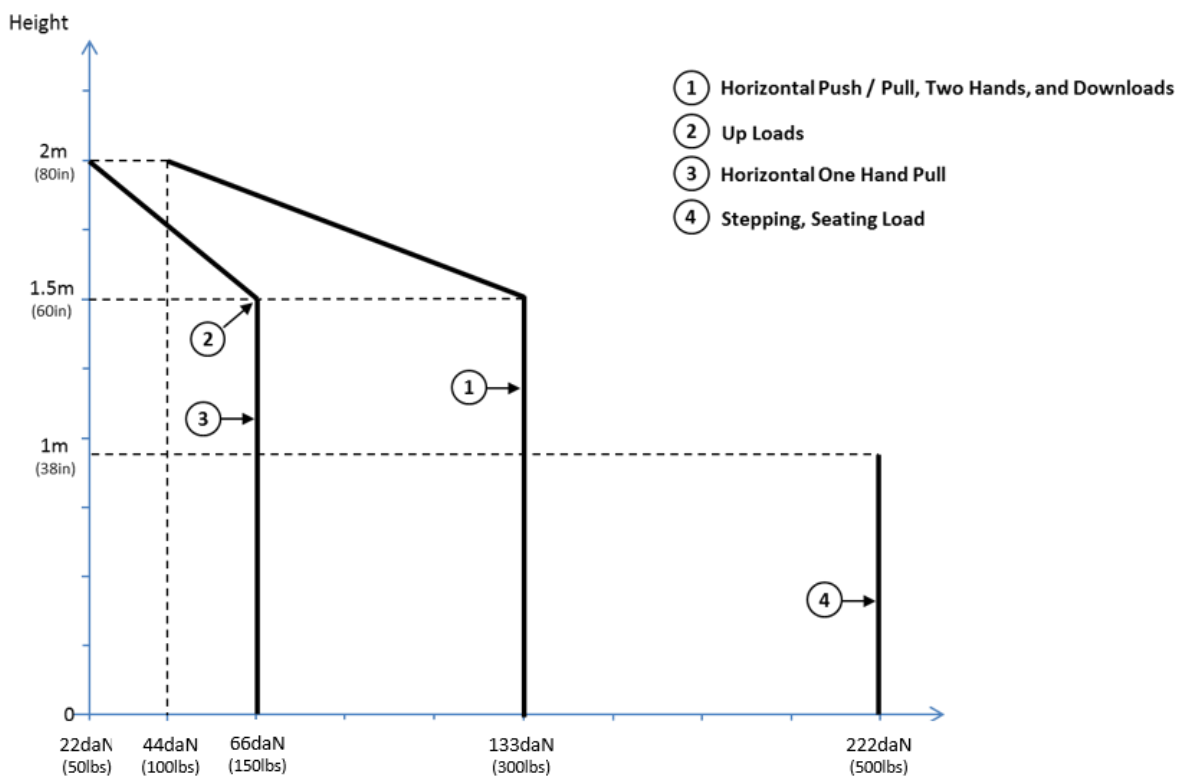 Height
1 Horizontal Push / Pull, Two Hands, and Downloads
2 Up Loads
3 Horizontal One Hand Pull
4 Stepping, Seating Load
2m
(80in)
1.5m
(60in)
2
1
3
1m
(38in)
4
0
22daN 44daN 66daN 133daN 222daN
(50lbs) (100lbs) (150lbs) (300lbs) (500lbs)